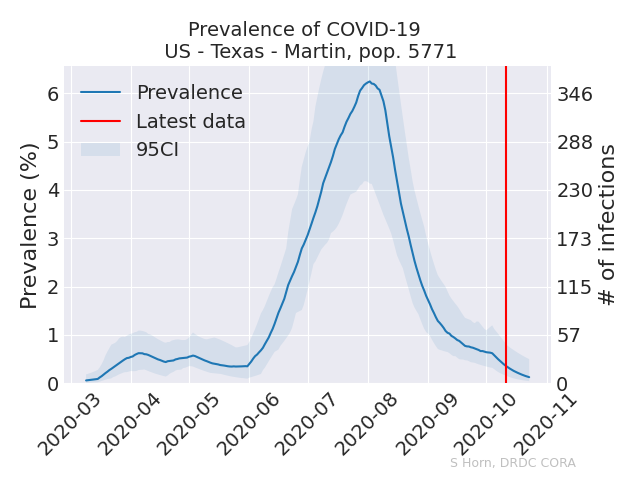 Prevalence of COVID-19
US - Texas - Martin, pop. 5771
Prevalence
Latest data
95CI
Prevalence (%)
6
5
4
3
2
1
0
346
288
230
173
115
57
0
# of infections
2020-03
2020-04
2020-05
2020-06
2020-07
2020-08
2020-09
2020-10
2020-11
S Horn, DRDC CORA